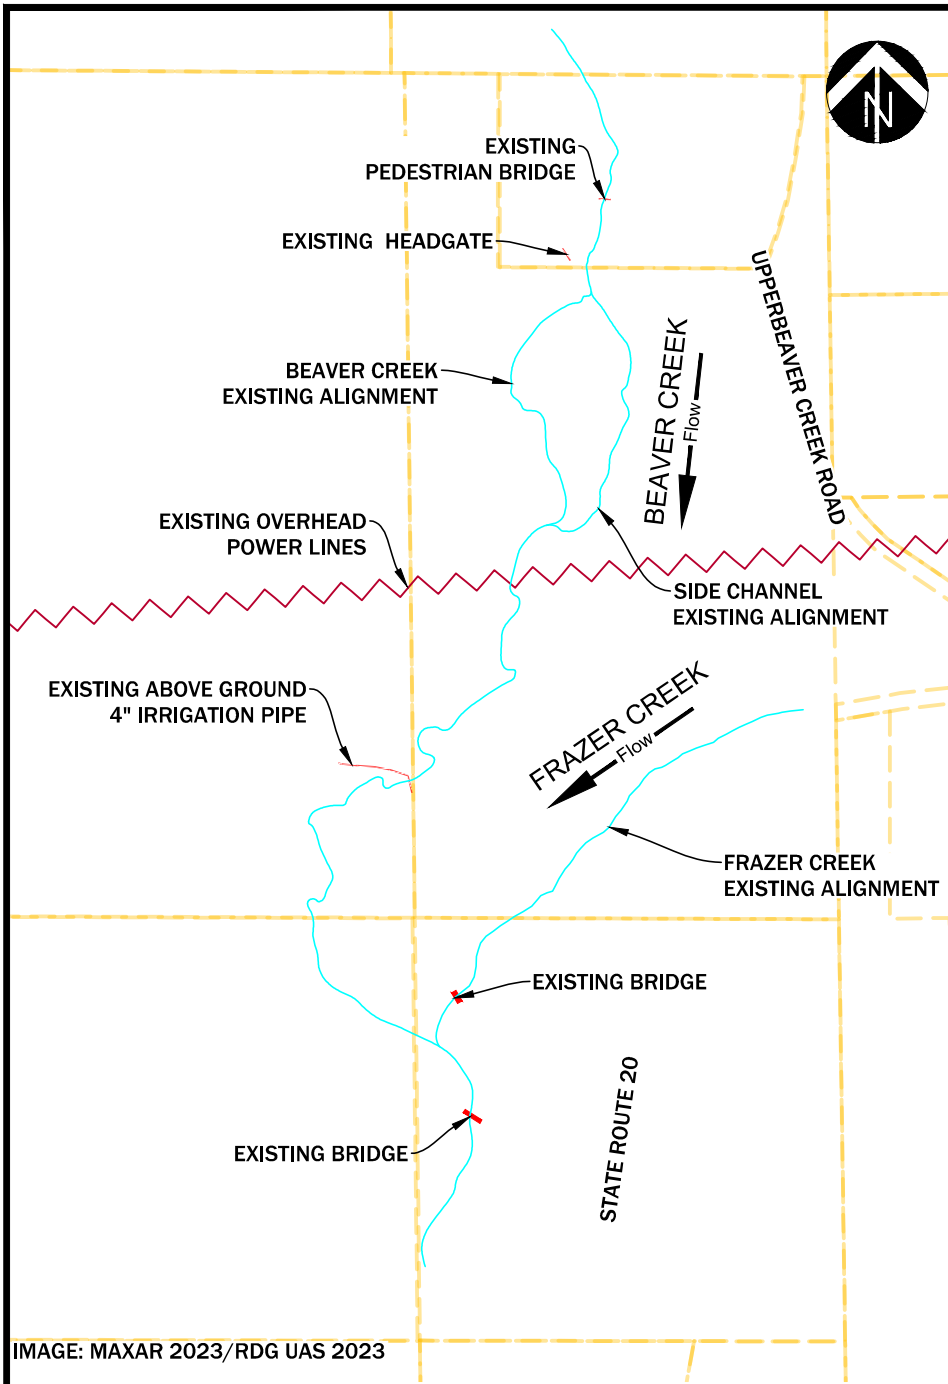 N
EXISTING
PEDESTRIAN BRIDGE
EXISTING HEADGATE
UPPERBEAVER CREEK ROAD
BEAVER CREEK
Flow
BEAVER CREEK
EXISTING ALIGNMENT
EXISTING OVERHEAD
POWER LINES
SIDE CHANNEL
EXISTING ALIGNMENT
EXISTING ABOVE GROUND
4" IRRIGATION PIPE
FRAZER CREEK
Flow
FRAZER CREEK
EXISTING ALIGNMENT
EXISTING BRIDGE
STATE ROUTE 20
EXISTING BRIDGE
IMAGE: MAXAR 2023/RDG UAS 2023